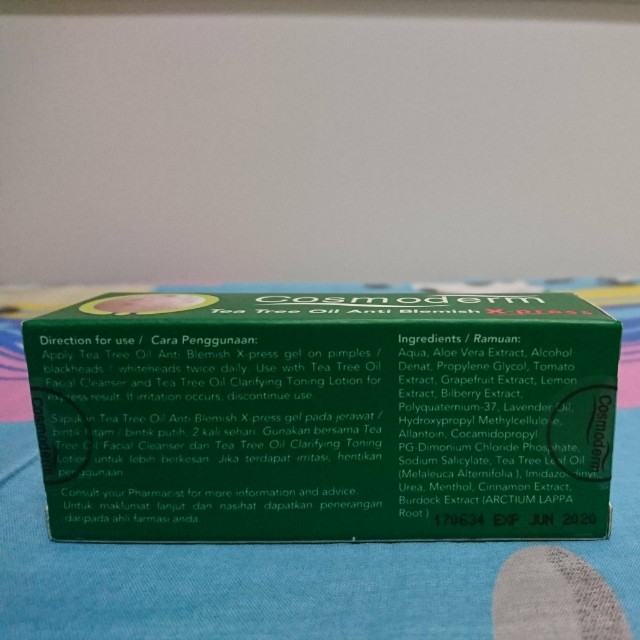 cosmoderm
Tea Tree Oil Anti Blemish X-press
Direction for use / Cara Penggunaan:
Apply Tea Tree Oil Anti Blemish X-press gel on pimples /
blackheads / whiteheads twice daily. Use with Tea Tree Oil
Facial Cleanser and Tea Tree Oil Clarifying Toning Lotion for
result. If irritation occurs, discontinue use.
Sapukan Tea Tree Oil Anti Blemish X-press gel pada jerawat /
hitam / bintik putih, 2 kali sehari. Gunakan bersama Tea
Tree Oil Facial Cleanser dan Tea Tree Oil Clarifying Toning
Lotion untuk lebih berkesan. Jika terdapat irritasi, hentikan
penggunaan.
Consult your Pharmacist for more information and advice.
Untuk maklumat lanjut dan nasihat dapatkan penerangan
daripada ahli farmasi anda.
Ingredients / Ramuan:
Aqua, Aloe Vera Extract, Alcohol
Denat, Propylene Glycol, Tomato
Extract, Grapefruit Extract, Lemon
Extract, Bilberry Extract,
Polyquaternium-37, Lavender Oil,
Hydroxypropyl Methylcellulose,
Allantoin, Cocamidopropyl
PG-Dimonium Chloride Phosphate,
Sodium Salicylate, Tea Tree Leaf Oil
(Melaleuca Alternifolia), Imidazolidinyl
Urea, Menthol, Cinnamon Extract,
Burdock Extract (ARCTIUM LAPPA
Root)
170634 EXP JUN 2020
Cosmoderm
Cosmoderm